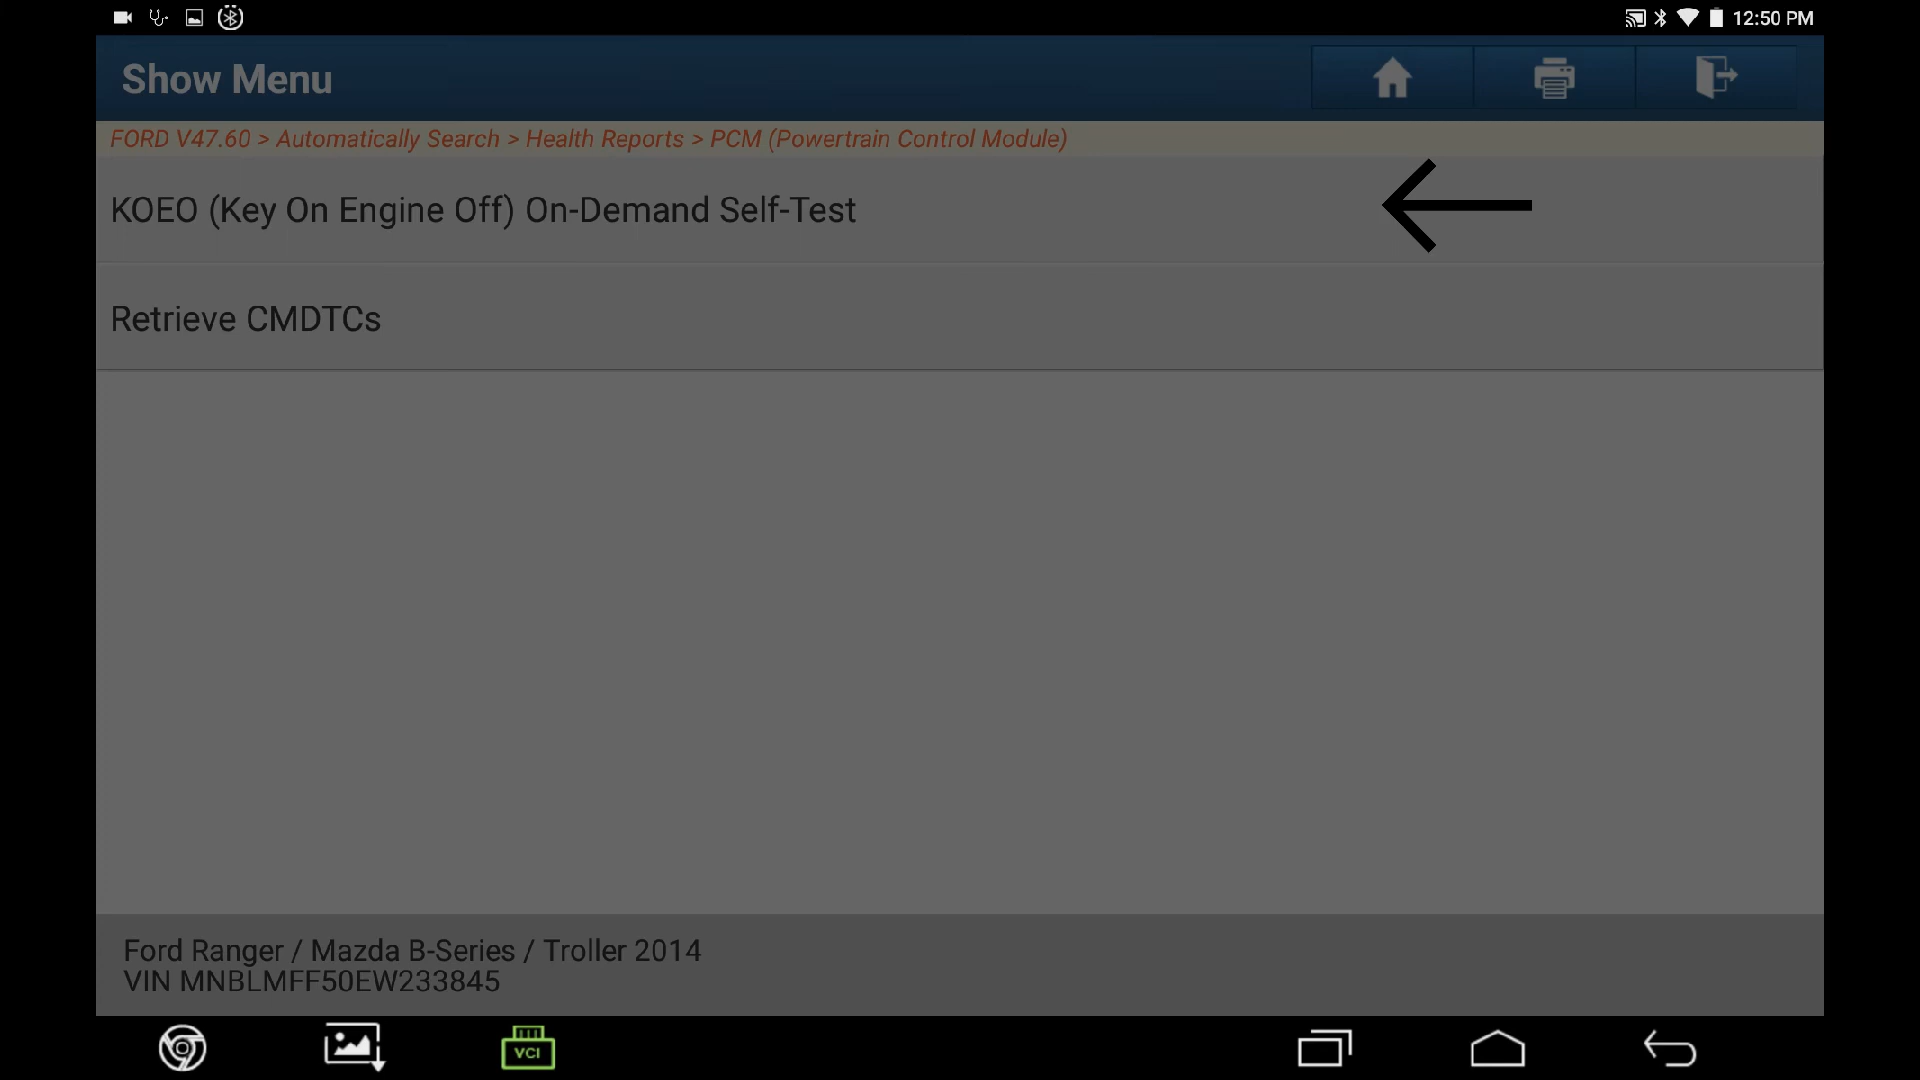 12:50 PM
Show Menu
FORD V47.60 > Automatically Search > Health Reports > PCM (Powertrain Control Module)
KOEO (Key On Engine Off) On-Demand Self-Test
Retrieve CMDTCs
Ford Ranger / Mazda B-Series / Troller 2014
VIN MNBLMFF50EW233845
VCI